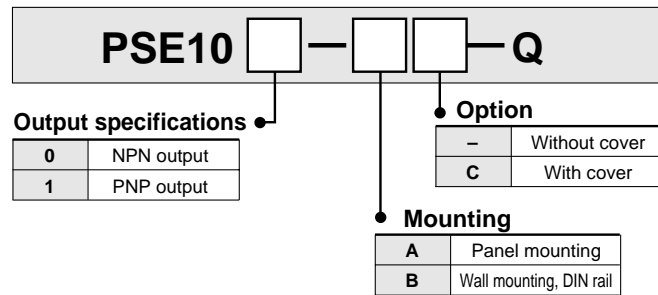 PSE10 – – Q
Output specifications
0 NPN output
1 PNP output
Option
– Without cover
C With cover
Mounting
A Panel mounting
B Wall mounting, DIN rail